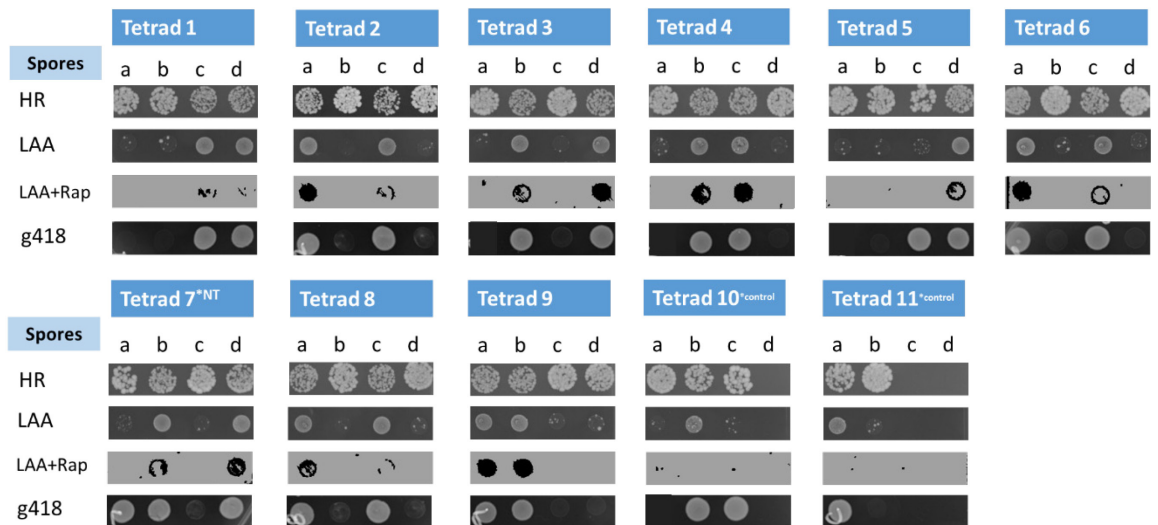 Tetrad 1 Tetrad 2 Tetrad 3 Tetrad 4 Tetrad 5 Tetrad 6
Spores a b c d a b c d a b c d a b c d a b c d a b c d
HR
LAA
LAA+Rap
g418
Tetrad 7*NT Tetrad 8 Tetrad 9 Tetrad 10*control Tetrad 11*control
Spores a b c d a b c d a b c d a b c d a b c d
HR
LAA
LAA+Rap
g418